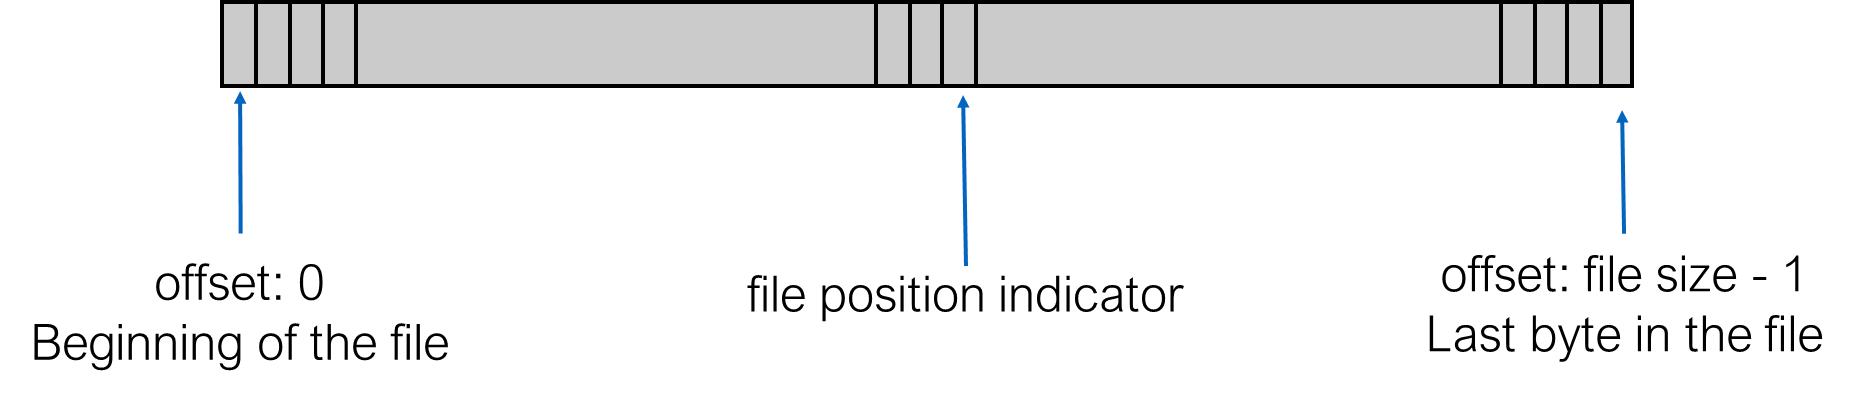 offset: 0
Beginning of the file
file position indicator
offset: file size - 1
Last byte in the file